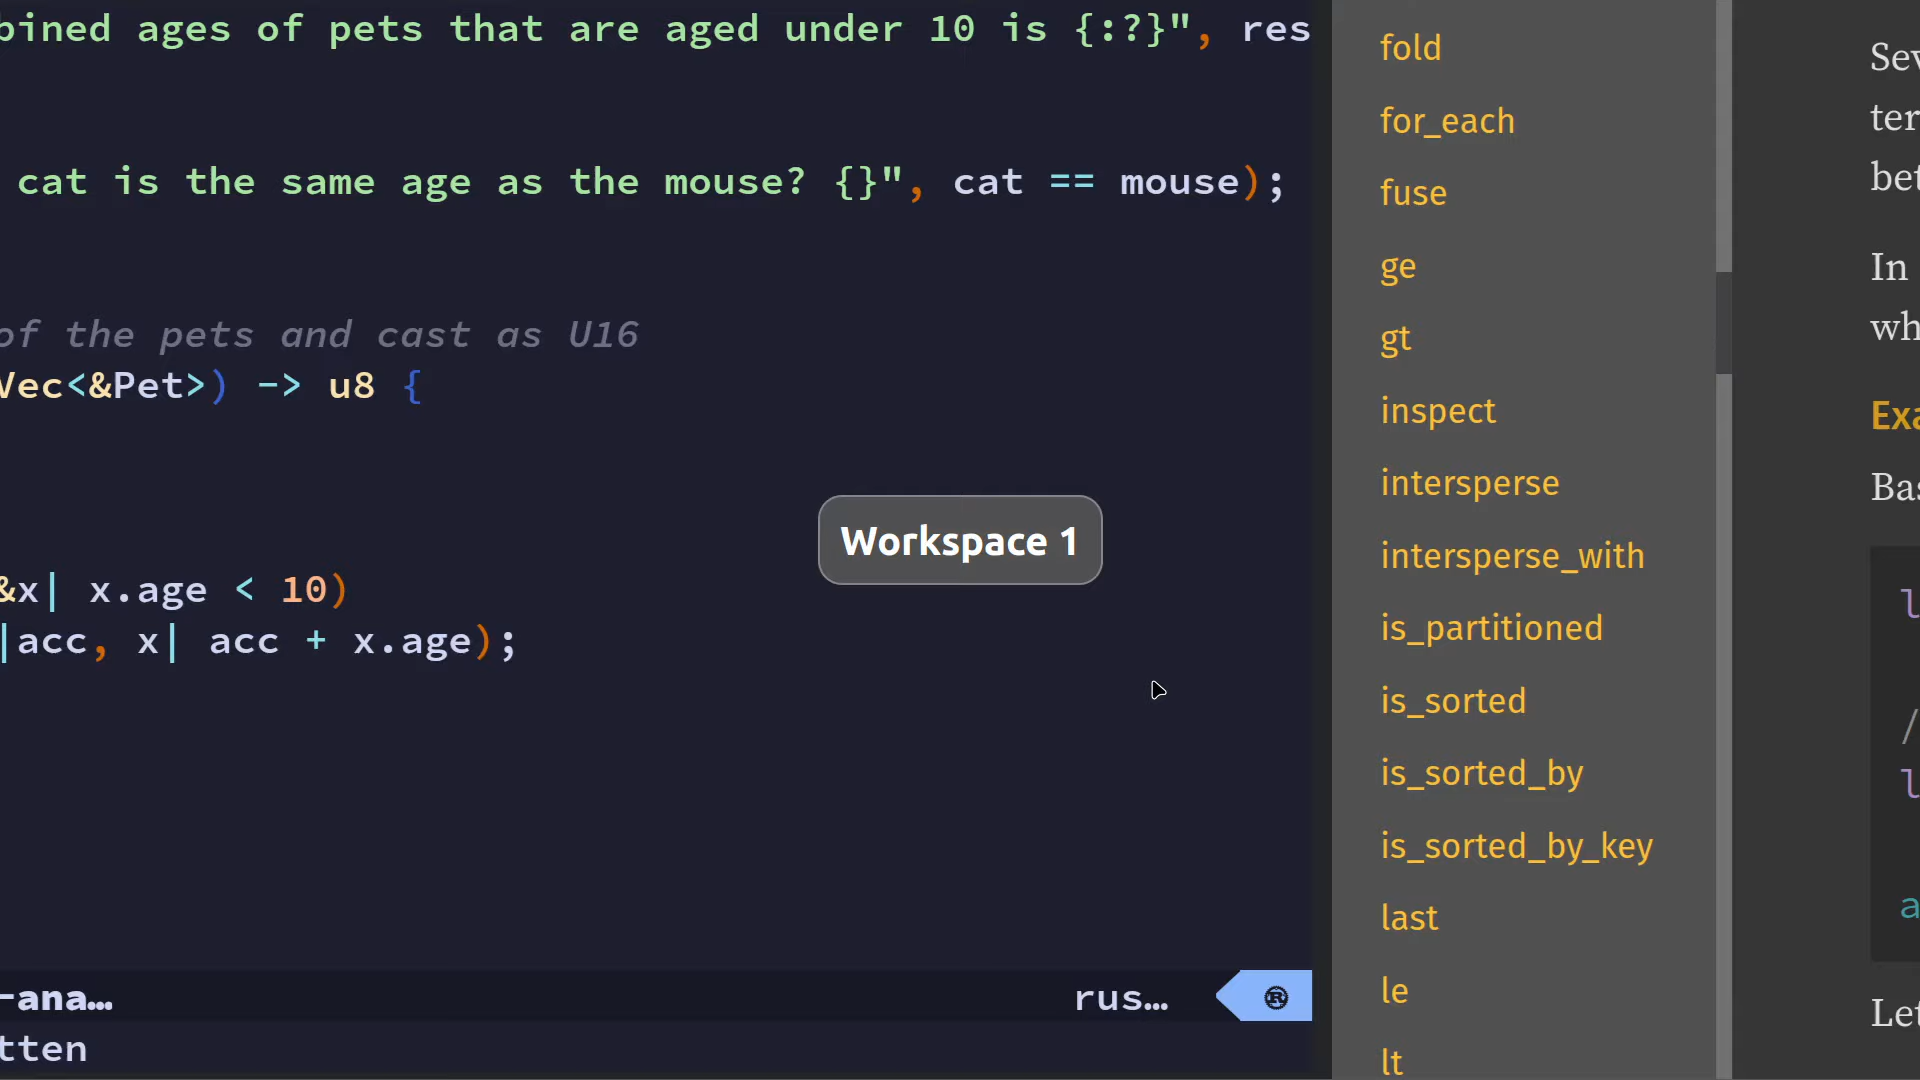 bined ages of pets that are aged under 10 is {:?}", res
cat is the same age as the mouse? {}", cat == mouse);
of the pets and cast as U16
Vec<&Pet>) -> u8 {
&x| x.age < 10)
|acc, x| acc + x.age);
-ana…
rus…
tten
Workspace 1
fold
for_each
fuse
ge
gt
inspect
intersperse
intersperse_with
is_partitioned
is_sorted
is_sorted_by
is_sorted_by_key
last
le
lt
Sev
ter
bet
In
wh
Exa
Bas
l
/
l
a
Let